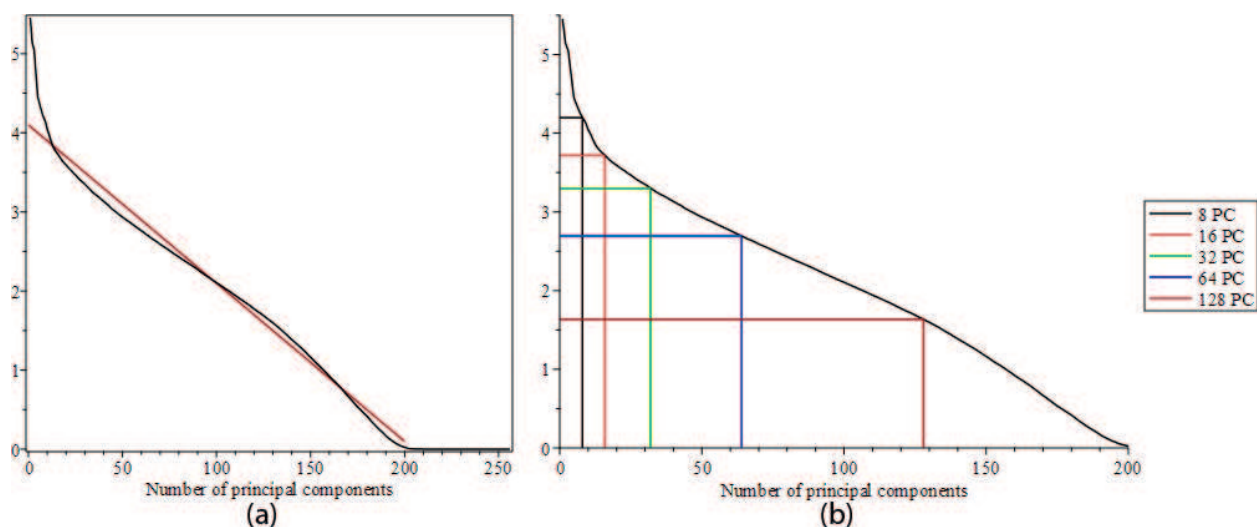 5
4
3
2
1
0
0 50 100 150 200 250
Number of principal components
(a)
5
4
3
2
1
0
0 50 100 150 200
Number of principal components
(b)
8 PC
16 PC
32 PC
64 PC
128 PC